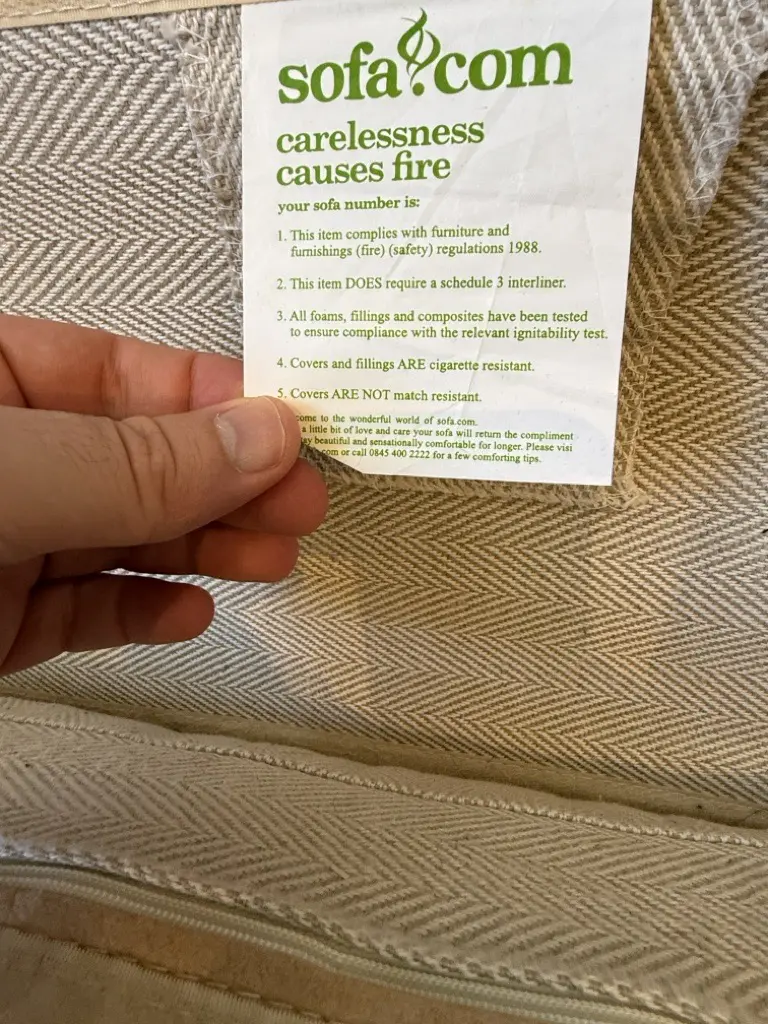 sofa.com
carelessness
causes fire
your sofa number is:
1. This item complies with furniture and
furnishings (fire) (safety) regulations 1988.
2. This item DOES require a schedule 3 interliner.
3. All foams, fillings and composites have been tested
to ensure compliance with the relevant ignitability test.
4. Covers and fillings ARE cigarette resistant.
5. Covers ARE NOT match resistant.
come to the wonderful world of sofa.com.
a little bit of love and care your sofa will return the compliment
ay beautiful and sensationally comfortable for longer. Please visi
.com or call 0845 400 2222 for a few comforting tips.